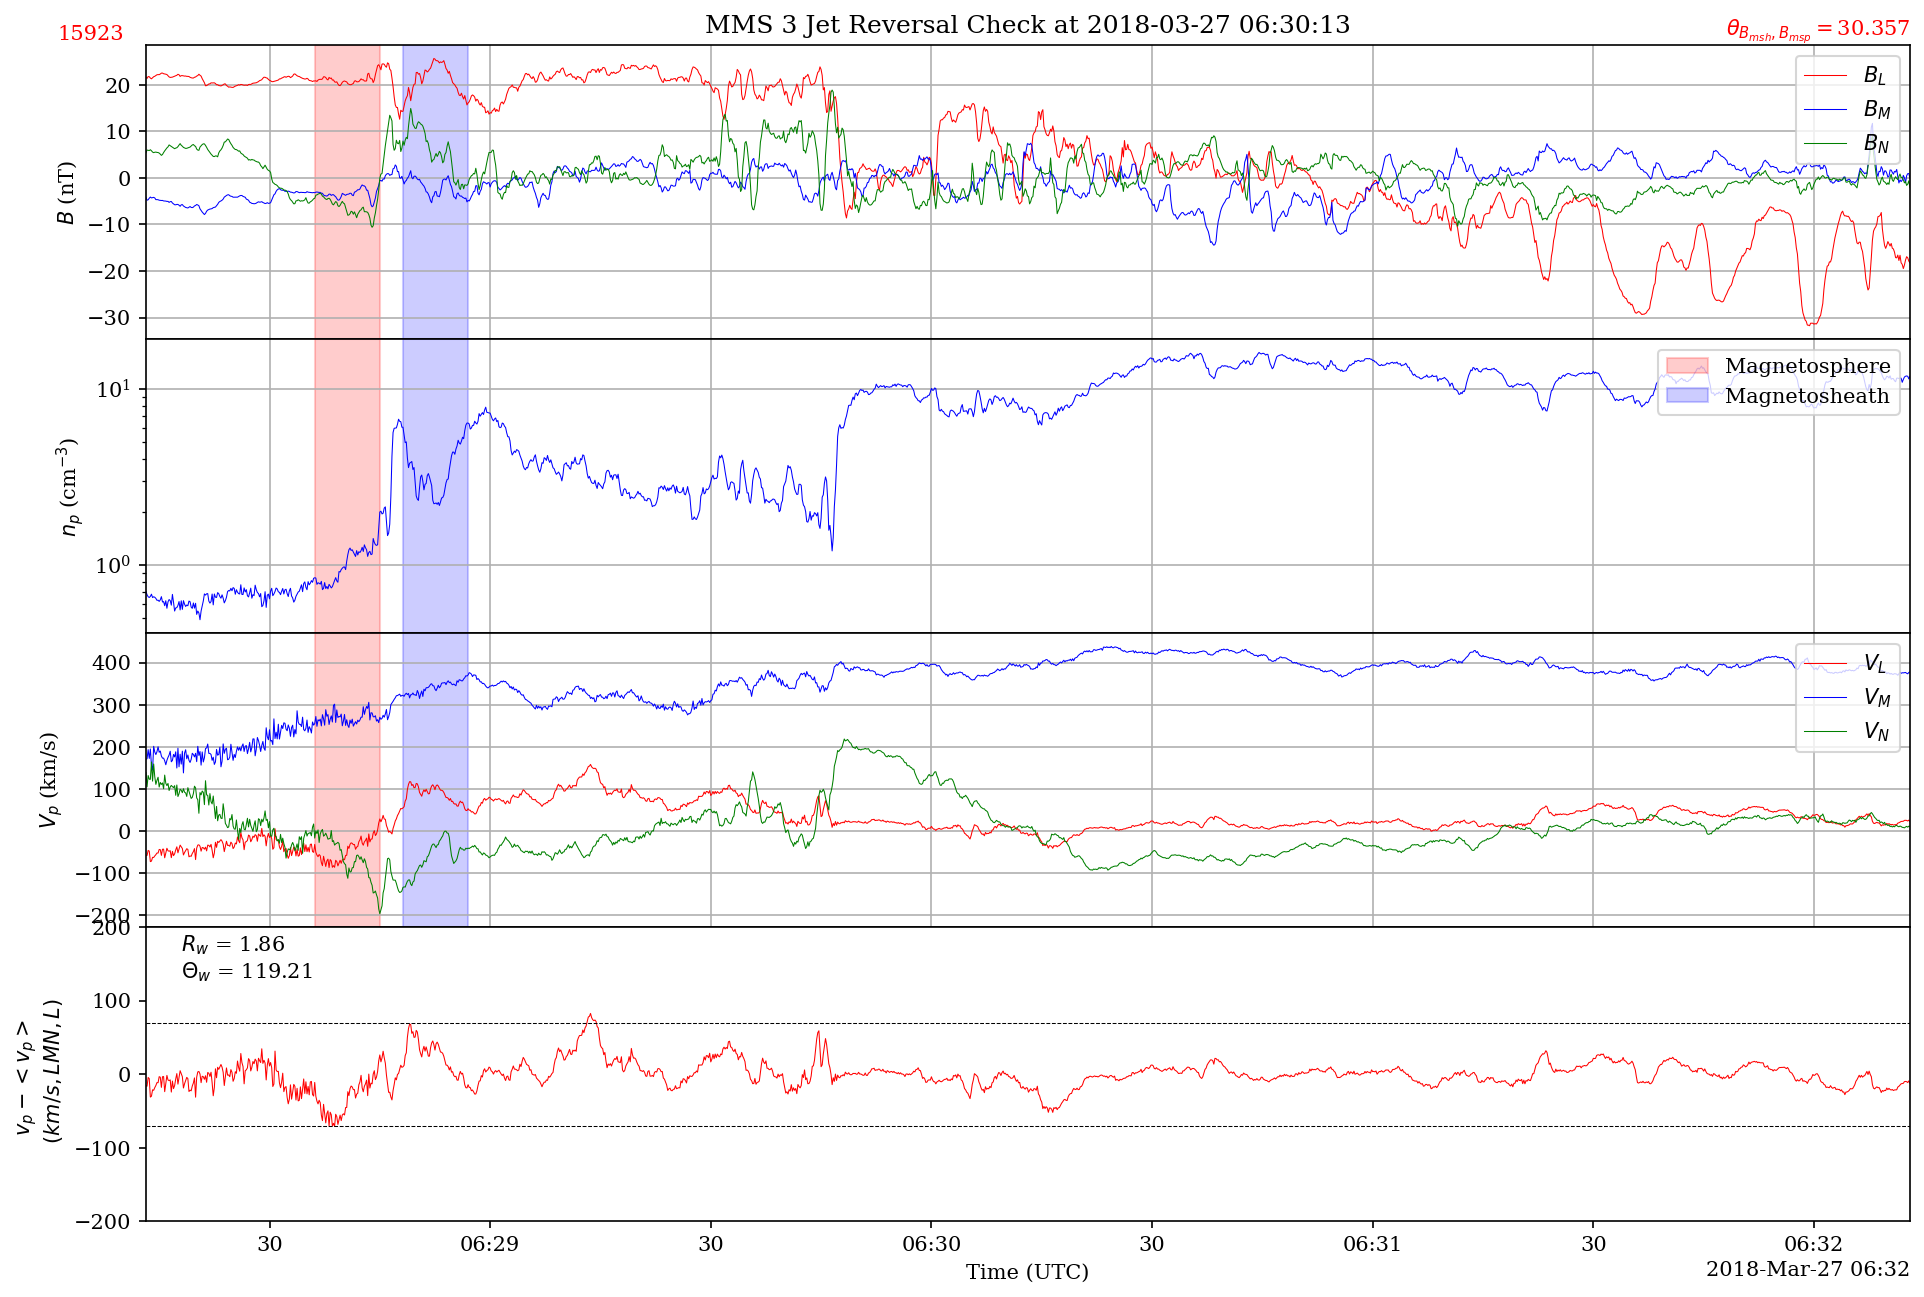 15923
MMS 3 Jet Reversal Check at 2018-03-27 06:30:13
θ_{B_{msh}, B_{msp}} = 30.357
B (nT)
20
10
0
−10
−20
−30
B_L
B_M
B_N
n_p (cm⁻³)
10¹
10⁰
Magnetosphere
Magnetosheath
V_p (km/s)
400
300
200
100
0
−100
−200
V_L
V_M
V_N
v_p − < v_p >
(km/s, LMN, L)
200
100
0
−100
−200
R_w = 1.86
Θ_w = 119.21
30
06:29
30
06:30
30
06:31
30
06:32
Time (UTC)
2018-Mar-27 06:32